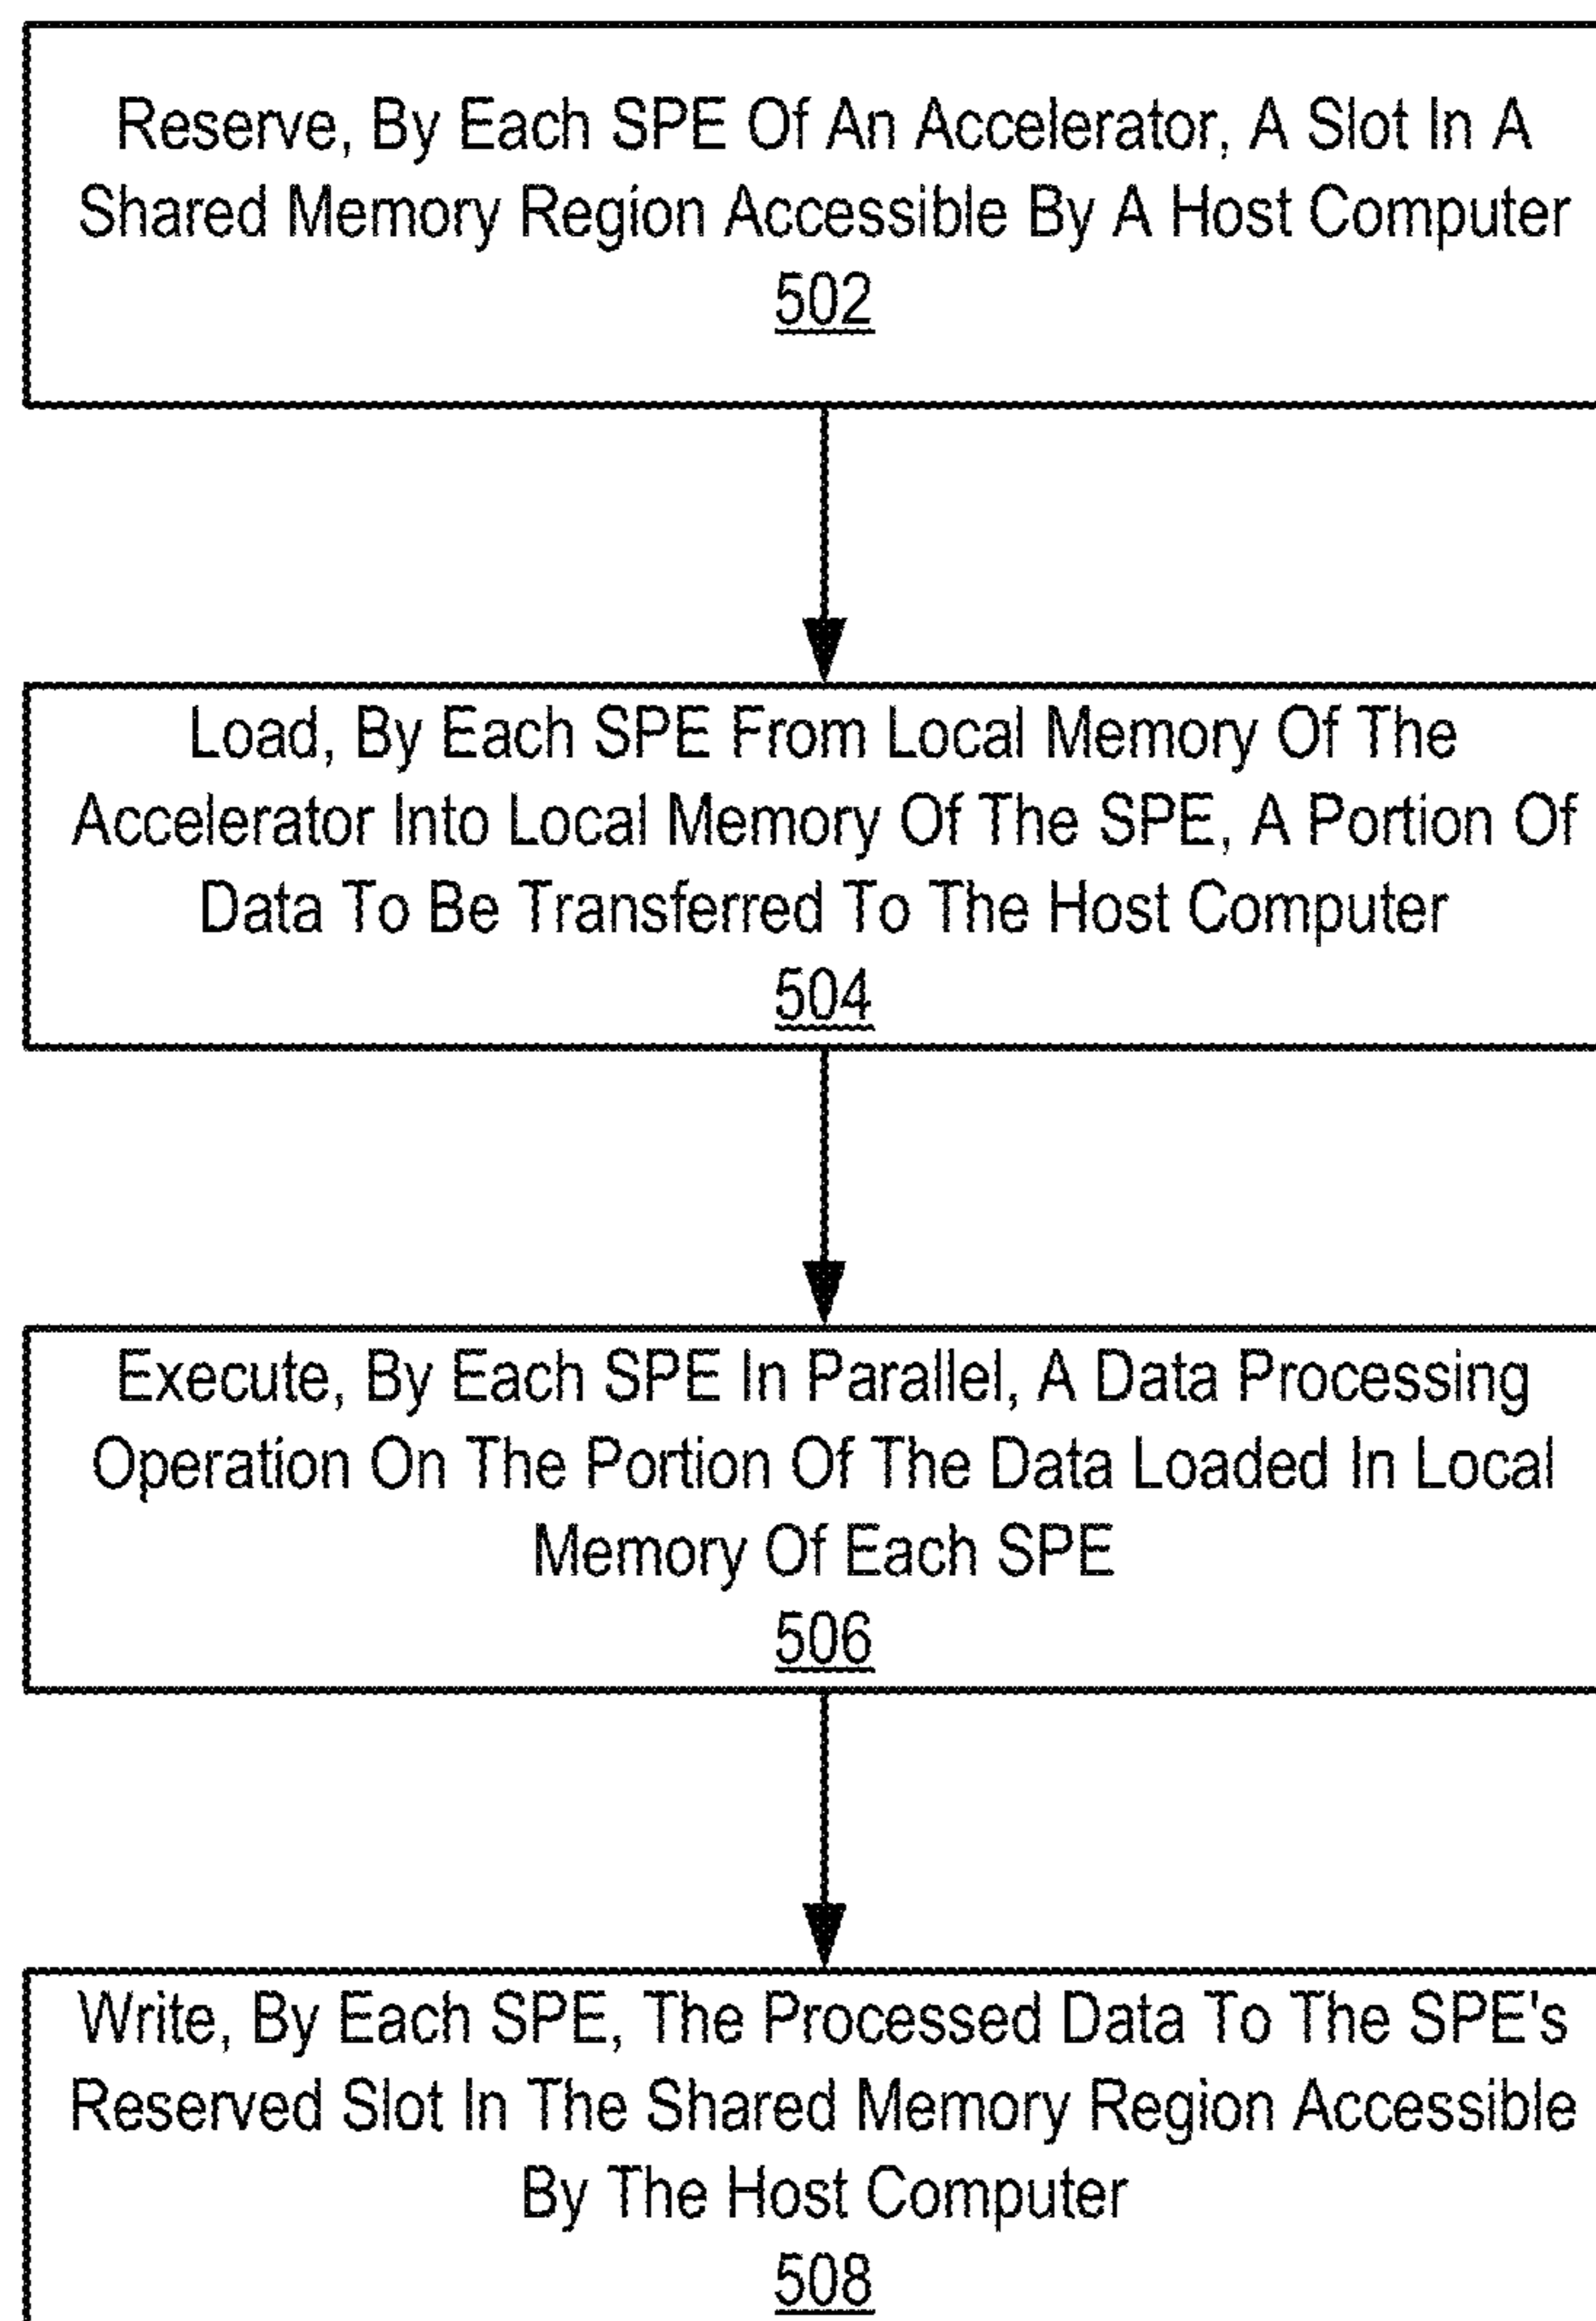 Reserve, By Each SPE Of An Accelerator, A Slot In A
Shared Memory Region Accessible By A Host Computer
502
Load, By Each SPE From Local Memory Of The
Accelerator Into Local Memory Of The SPE, A Portion Of
Data To Be Transferred To The Host Computer
504
Execute, By Each SPE In Parallel, A Data Processing
Operation On The Portion Of The Data Loaded In Local
Memory Of Each SPE
506
Write, By Each SPE, The Processed Data To The SPE's
Reserved Slot In The Shared Memory Region Accessible
By The Host Computer
508